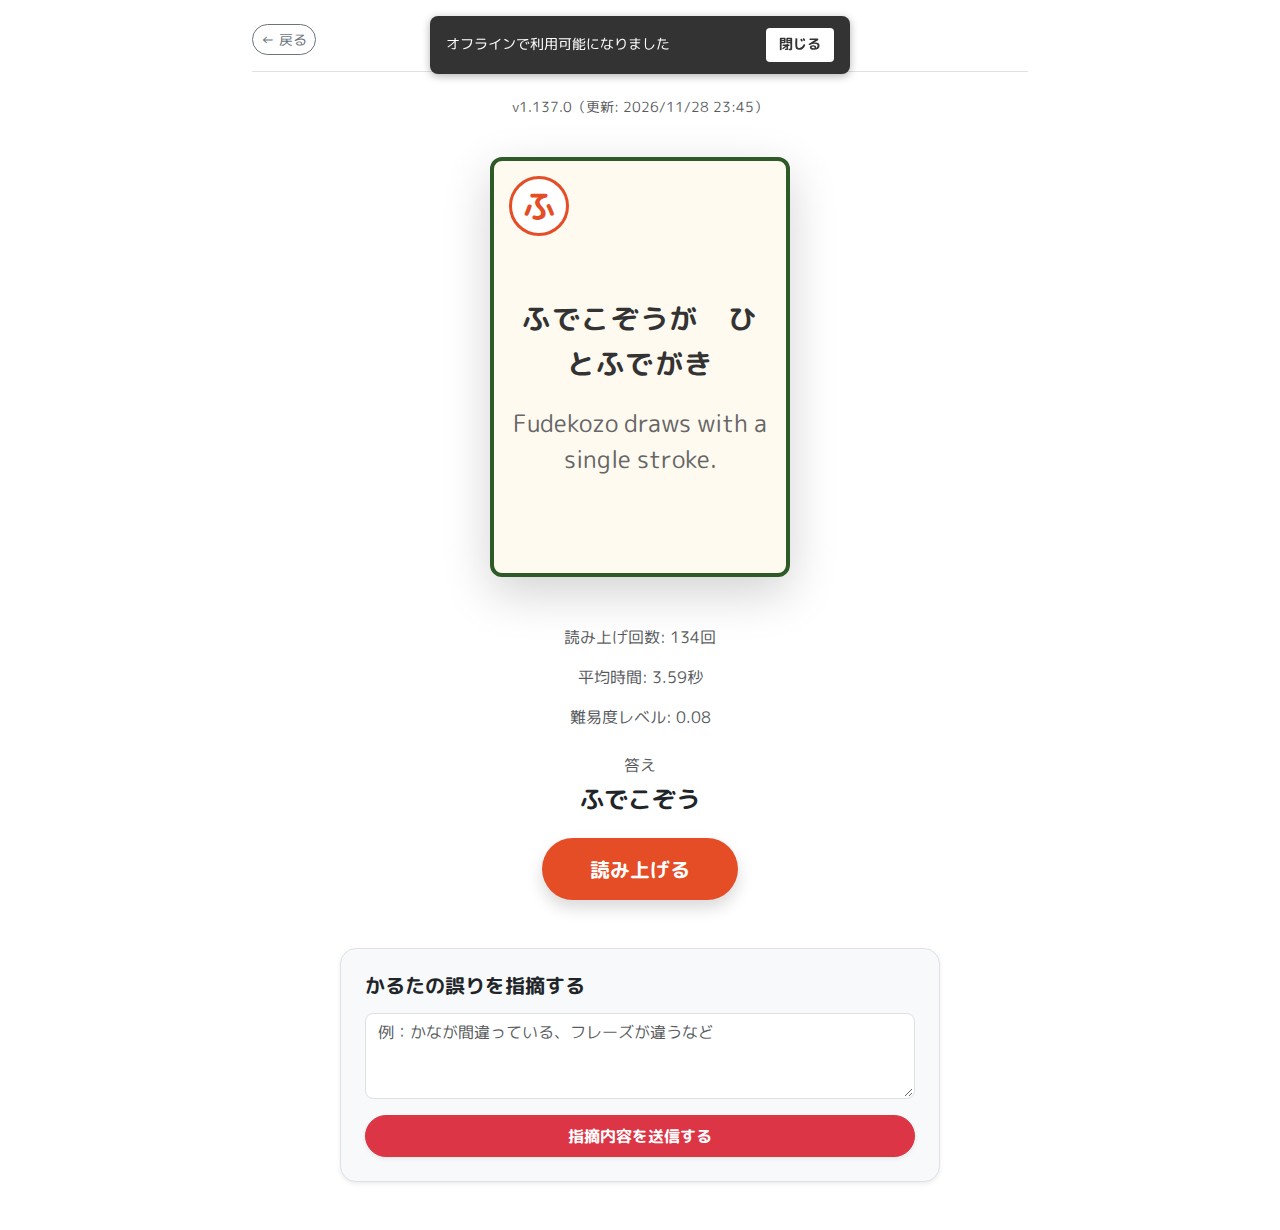 ← 戻る
オフラインで利用可能になりました
閉じる
v1.137.0（更新: 2026/11/28 23:45）
ふ
ふでこぞうが　ひ
とふでがき
Fudekozo draws with a
single stroke.
読み上げ回数: 134回
平均時間: 3.59秒
難易度レベル: 0.08
答え
ふでこぞう
読み上げる
かるたの誤りを指摘する
例：かなが間違っている、フレーズが違うなど
指摘内容を送信する